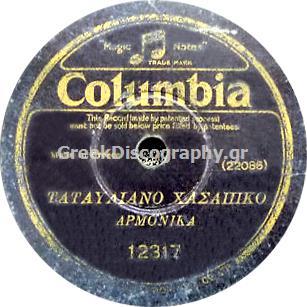 Magic Notes
TRADE MARK
Columbia
This Record (made by patented process)
must not be sold below price fixed by patentees
GreekDiscography.gr
(22086)
ΤΑΤΑΥΛΙΑΝΟ ΧΑΣΑΠΙΚΟ
ΑΡΜΟΝΙΚΑ
12317